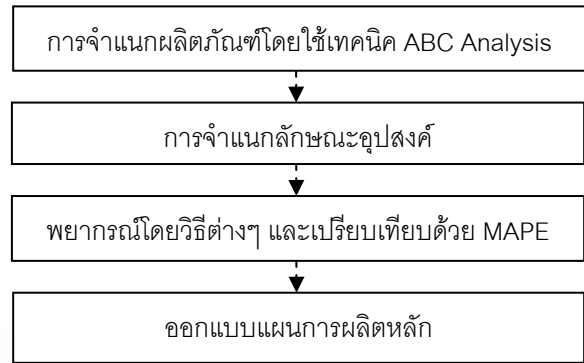 การจำแนกผลิตภัณฑ์โดยใช้เทคนิค ABC Analysis
การจำแนกลักษณะอุปสงค์
พยากรณ์โดยวิธีต่างๆ และเปรียบเทียบด้วย MAPE
ออกแบบแผนการผลิตหลัก